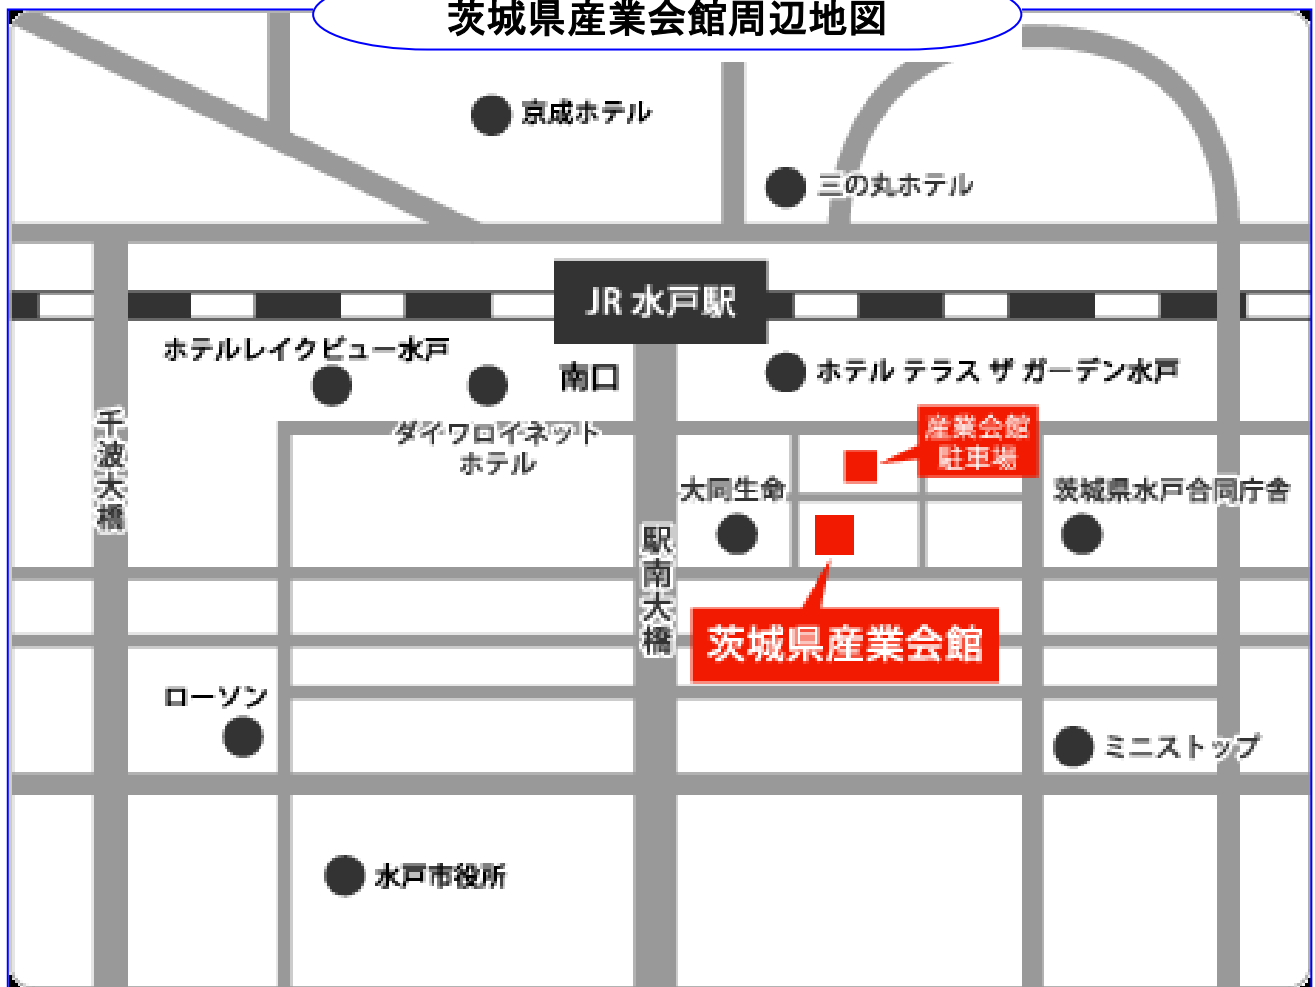 茨城県産業会館周辺地図
京成ホテル
三の丸ホテル
JR 水戸駅
ホテルレイクビュー水戸
南口
ホテル テラス ザ ガーデン水戸
ダイワロイネット
ホテル
千波大橋
産業会館
駐車場
大同生命
茨城県水戸合同庁舎
駅南大橋
茨城県産業会館
ローソン
ミニストップ
水戸市役所